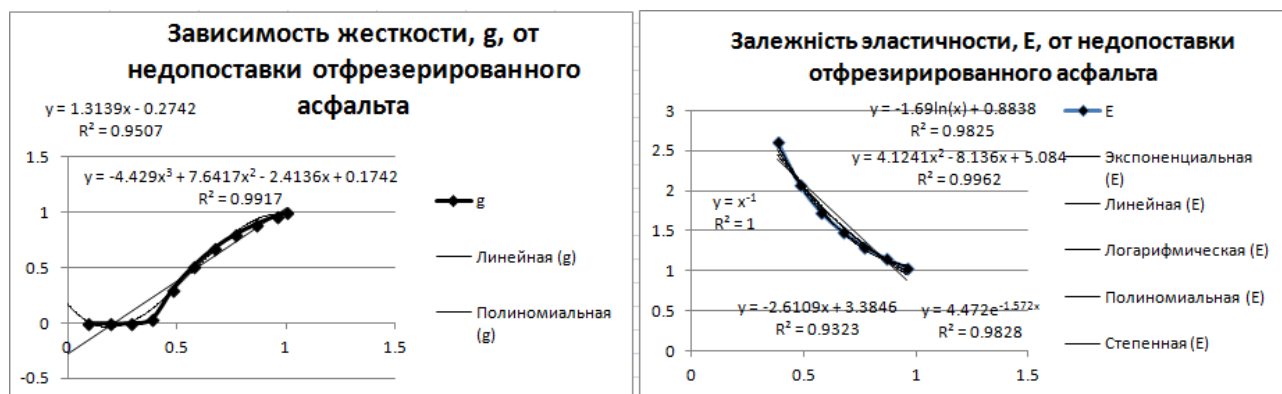 Зависимость жесткости, g, от
недопоставки отфрезерированного
асфальта
y = 1.3139x - 0.2742
R² = 0.9507
y = -4.429x³ + 7.6417x² - 2.4136x + 0.1742
R² = 0.9917
1.5
1
0.5
0
-0.5
0
0.5
1
1.5
g
Линейная (g)
Полиномиальная
(g)
Залежність эластичности, E, от недопоставки
отфрезирированного асфальта
y = -1.69ln(x) + 0.8838
R² = 0.9825
y = 4.1241x² - 8.136x + 5.084
R² = 0.9962
y = x⁻¹
R² = 1
y = -2.6109x + 3.3846
R² = 0.9323
y = 4.472e⁻¹·⁵⁷²ˣ
R² = 0.9828
3
2.5
2
1.5
1
0.5
0
0
0.5
1
1.5
E
Экспоненциальная
(E)
Линейная (E)
Логарифмическая (E)
Полиномиальная (E)
Степенная (E)